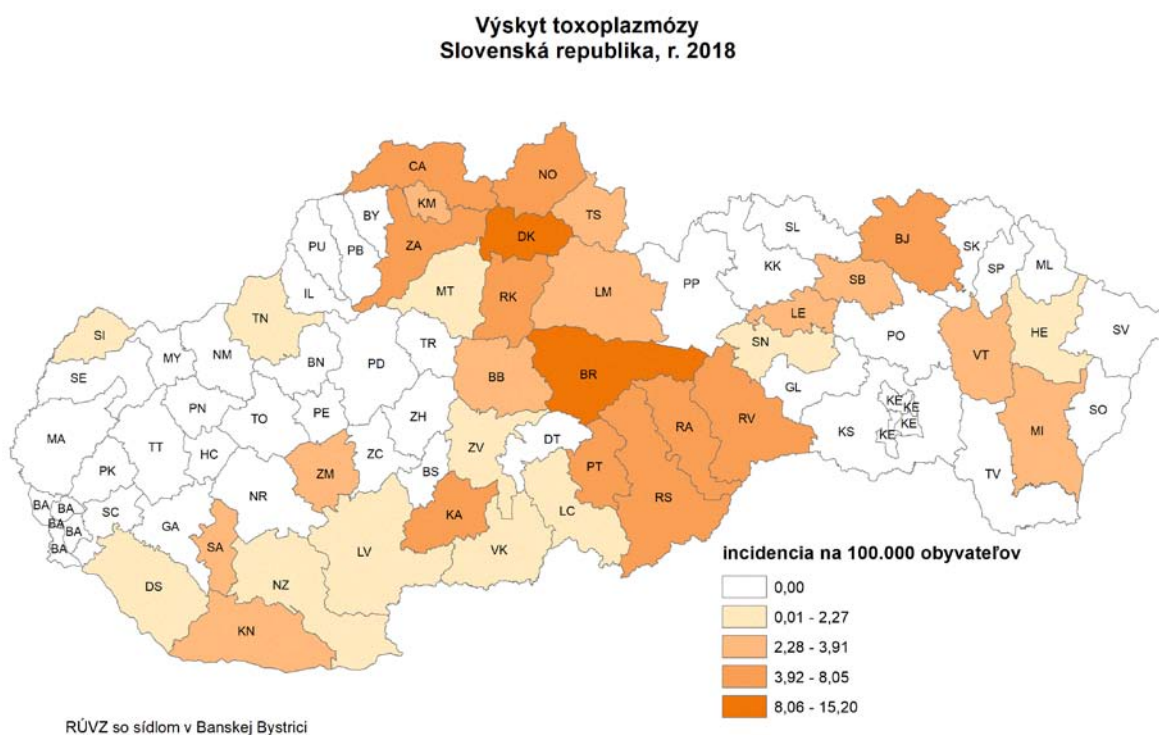 Výskyt toxoplazmózy
Slovenská republika, r. 2018
CA
NO
KM
TS
BY
SL
BJ
ZA
DK
PU
PB
SK
SP
ML
KK
PP
SB
IL
MT
RK
LM
LE
TN
HE
SV
SI
PO
SN
VT
MY
NM
TR
BN
PD
BB
BR
SE
GL
KE
KE
PN
TO
PE
ZH
RA
RV
SO
MA
TT
KE
KE
KS
MI
HC
ZC
ZV
DT
PK
ZM
BS
PT
TV
NR
RS
BA
BA
SC
KA
LC
BA
BA
GA
BA
SA
LV
VK
DS
NZ
KN
incidencia na 100.000 obyvateľov
0,00
0,01 - 2,27
2,28 - 3,91
3,92 - 8,05
8,06 - 15,20
RÚVZ so sídlom v Banskej Bystrici